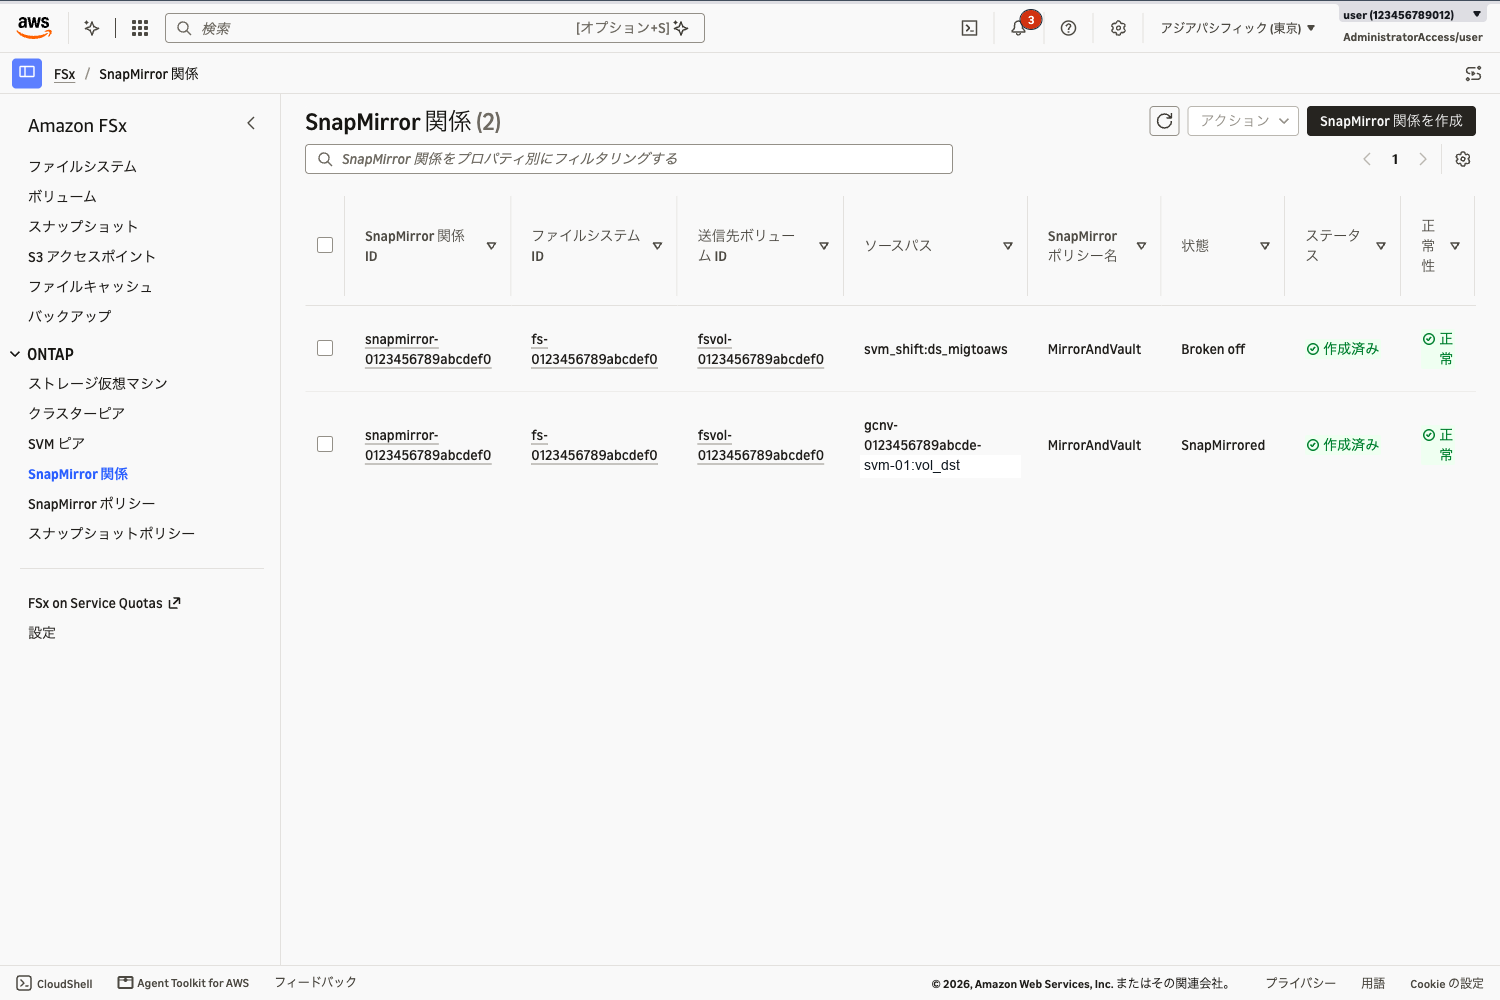 aws
検索
[オプション+S]
3
アジアパシフィック (東京)
user (123456789012)
AdministratorAccess/user
FSx / SnapMirror 関係
Amazon FSx
ファイルシステム
ボリューム
スナップショット
S3 アクセスポイント
ファイルキャッシュ
バックアップ
ONTAP
ストレージ仮想マシン
クラスターピア
SVM ピア
SnapMirror 関係
SnapMirror ポリシー
スナップショットポリシー
FSx on Service Quotas
設定
SnapMirror 関係 (2)
アクション
SnapMirror 関係を作成
SnapMirror 関係をプロパティ別にフィルタリングする
1
SnapMirror 関係
ID
ファイルシステム
ID
送信先ボリュー
ム ID
ソースパス
SnapMirror
ポリシー名
状態
ステータ
ス
正
常
性
snapmirror-
0123456789abcdef0
fs-
0123456789abcdef0
fsvol-
0123456789abcdef0
svm_shift:ds_migtoaws
MirrorAndVault
Broken off
作成済み
正
常
snapmirror-
0123456789abcdef0
fs-
0123456789abcdef0
fsvol-
0123456789abcdef0
gcnv-
0123456789abcde-
svm-01:vol_dst
MirrorAndVault
SnapMirrored
作成済み
正
常
CloudShell
Agent Toolkit for AWS
フィードバック
© 2026, Amazon Web Services, Inc. またはその関連会社。
プライバシー
用語
Cookie の設定